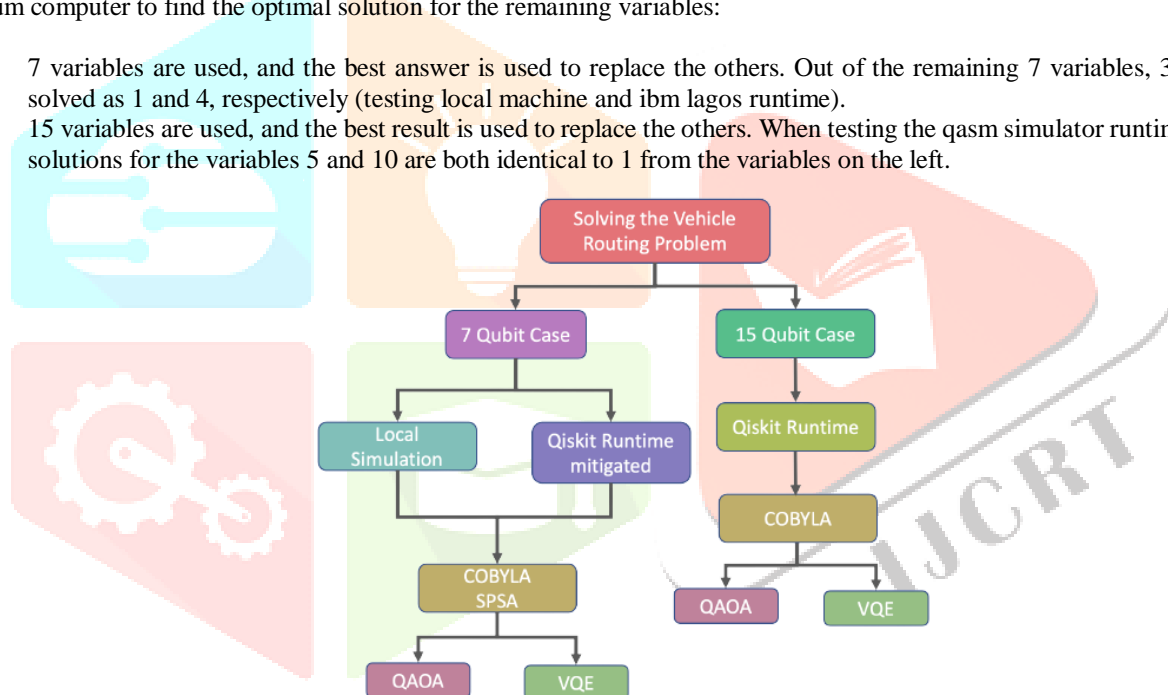 um computer to find the optimal solution for the remaining variables:
7 variables are used, and the best answer is used to replace the others. Out of the remaining 7 variables, 3
solved as 1 and 4, respectively (testing local machine and ibm lagos runtime).
15 variables are used, and the best result is used to replace the others. When testing the qasm simulator runtin
solutions for the variables 5 and 10 are both identical to 1 from the variables on the left.
Solving the Vehicle
Routing Problem
7 Qubit Case
15 Qubit Case
Local
Simulation
Qiskit Runtime
mitigated
Qiskit Runtime
COBYLA
SPSA
COBYLA
QAOA
VQE
QAOA
VQE
IJCRT